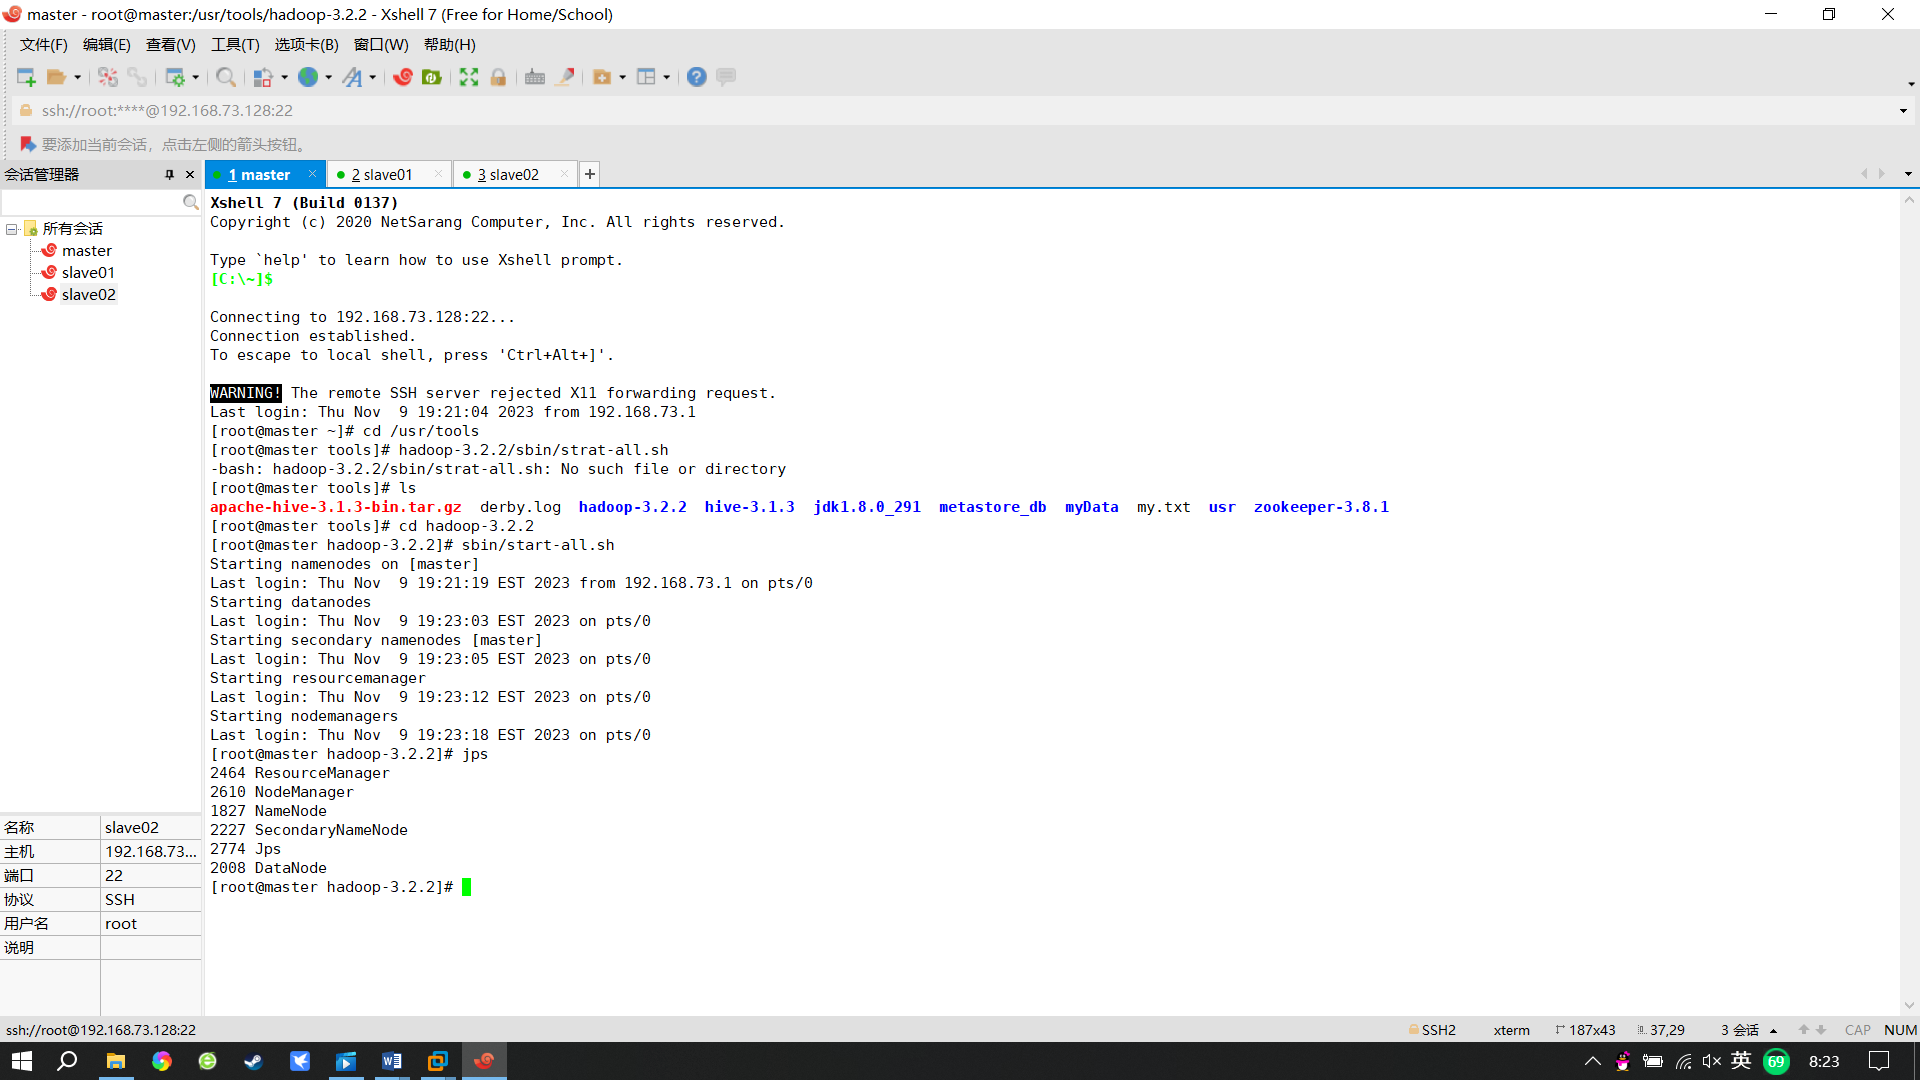 master - root@master:/usr/tools/hadoop-3.2.2 - Xshell 7 (Free for Home/School)
文件(F) 编辑(E) 查看(V) 工具(T) 选项卡(B) 窗口(W) 帮助(H)
ssh://root:****@192.168.73.128:22
要添加当前会话，点击左侧的箭头按钮。
会话管理器
1 master
2 slave01
3 slave02
所有会话
master
slave01
slave02
Xshell 7 (Build 0137)
Copyright (c) 2020 NetSarang Computer, Inc. All rights reserved.
Type `help' to learn how to use Xshell prompt.
[C:\~]$
Connecting to 192.168.73.128:22...
Connection established.
To escape to local shell, press 'Ctrl+Alt+]'.
WARNING! The remote SSH server rejected X11 forwarding request.
Last login: Thu Nov  9 19:21:04 2023 from 192.168.73.1
[root@master ~]# cd /usr/tools
[root@master tools]# hadoop-3.2.2/sbin/strat-all.sh
-bash: hadoop-3.2.2/sbin/strat-all.sh: No such file or directory
[root@master tools]# ls
apache-hive-3.1.3-bin.tar.gz  derby.log  hadoop-3.2.2  hive-3.1.3  jdk1.8.0_291  metastore_db  myData  my.txt  usr  zookeeper-3.8.1
[root@master tools]# cd hadoop-3.2.2
[root@master hadoop-3.2.2]# sbin/start-all.sh
Starting namenodes on [master]
Last login: Thu Nov  9 19:21:19 EST 2023 from 192.168.73.1 on pts/0
Starting datanodes
Last login: Thu Nov  9 19:23:03 EST 2023 on pts/0
Starting secondary namenodes [master]
Last login: Thu Nov  9 19:23:05 EST 2023 on pts/0
Starting resourcemanager
Last login: Thu Nov  9 19:23:12 EST 2023 on pts/0
Starting nodemanagers
Last login: Thu Nov  9 19:23:18 EST 2023 on pts/0
[root@master hadoop-3.2.2]# jps
2464 ResourceManager
2610 NodeManager
1827 NameNode
2227 SecondaryNameNode
2774 Jps
2008 DataNode
[root@master hadoop-3.2.2]#
名称 slave02
主机 192.168.73...
端口 22
协议 SSH
用户名 root
说明
ssh://root@192.168.73.128:22
SSH2 xterm 187x43 37,29 3 会话 CAP NUM
英 69 8:23